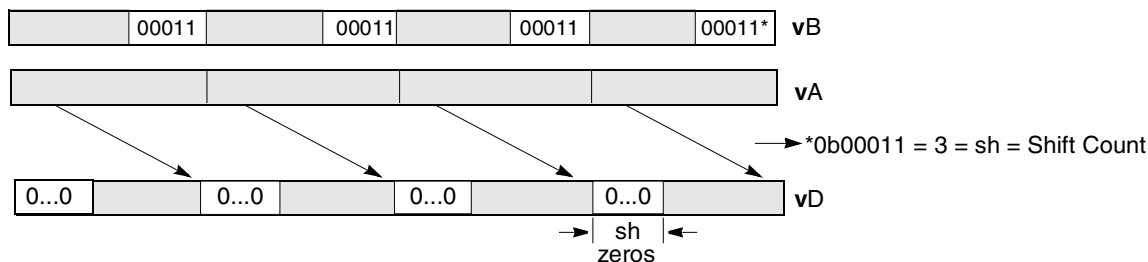 00011 00011 00011 00011* vB
vA
*0b00011 = 3 = sh = Shift Count
0...0 0...0 0...0 0...0 vD
sh
zeros